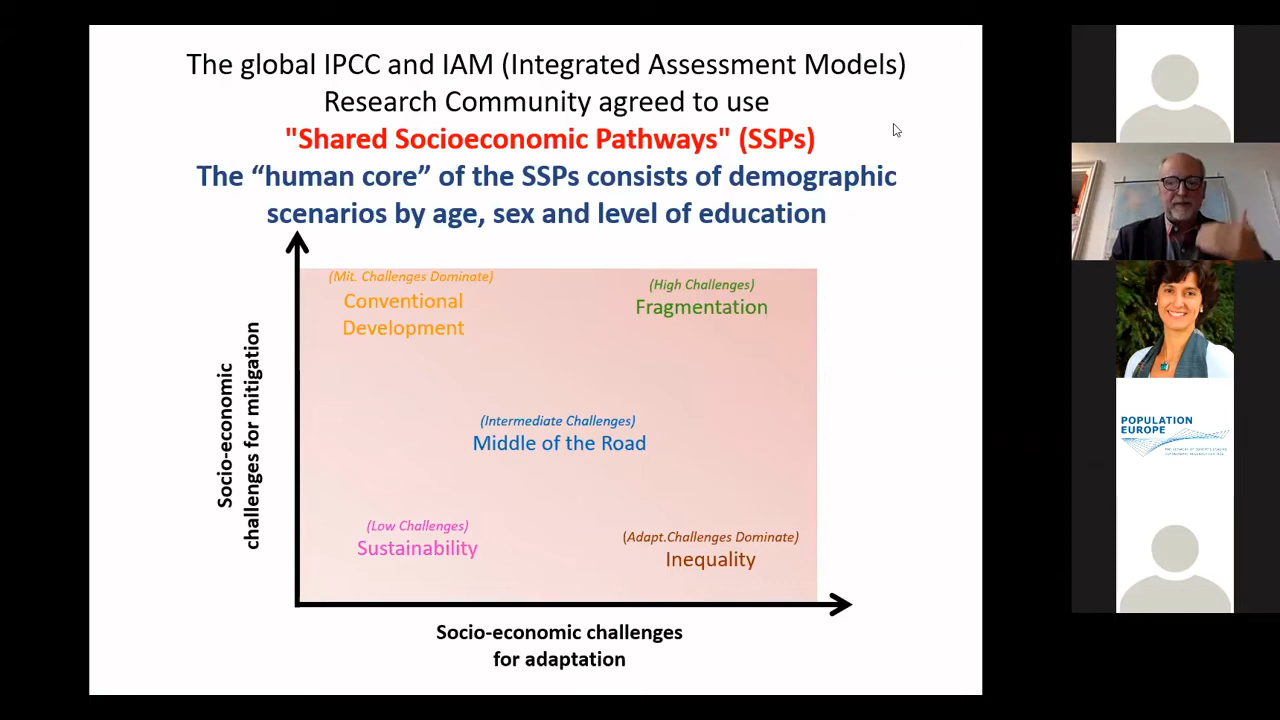 The global IPCC and IAM (Integrated Assessment Models)
Research Community agreed to use
"Shared Socioeconomic Pathways" (SSPs)
The “human core” of the SSPs consists of demographic
scenarios by age, sex and level of education
(Mit. Challenges Dominate)
Conventional
Development
(High Challenges)
Fragmentation
Socio-economic
challenges for mitigation
(Intermediate Challenges)
Middle of the Road
(Low Challenges)
Sustainability
(Adapt.Challenges Dominate)
Inequality
Socio-economic challenges
for adaptation
POPULATION
EUROPE